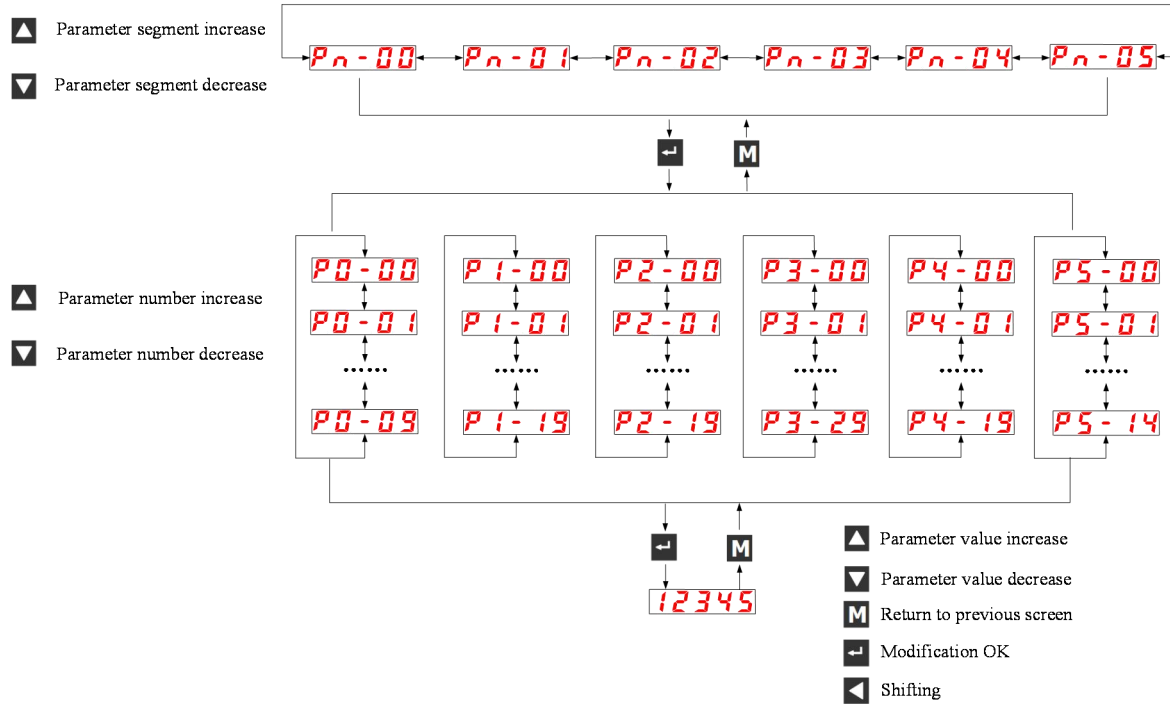 Parameter segment increase
Pn-00 Pn-01 Pn-02 Pn-03 Pn-04 Pn-05
Parameter segment decrease
M
P0-00 P1-00 P2-00 P3-00 P4-00 P5-00
Parameter number increase
P0-01 P1-01 P2-01 P3-01 P4-01 P5-01
Parameter number decrease
...... ...... ...... ...... ...... ......
P0-09 P1-19 P2-19 P3-29 P4-19 P5-14
M
12345
Parameter value increase
Parameter value decrease
M Return to previous screen
Modification OK
Shifting